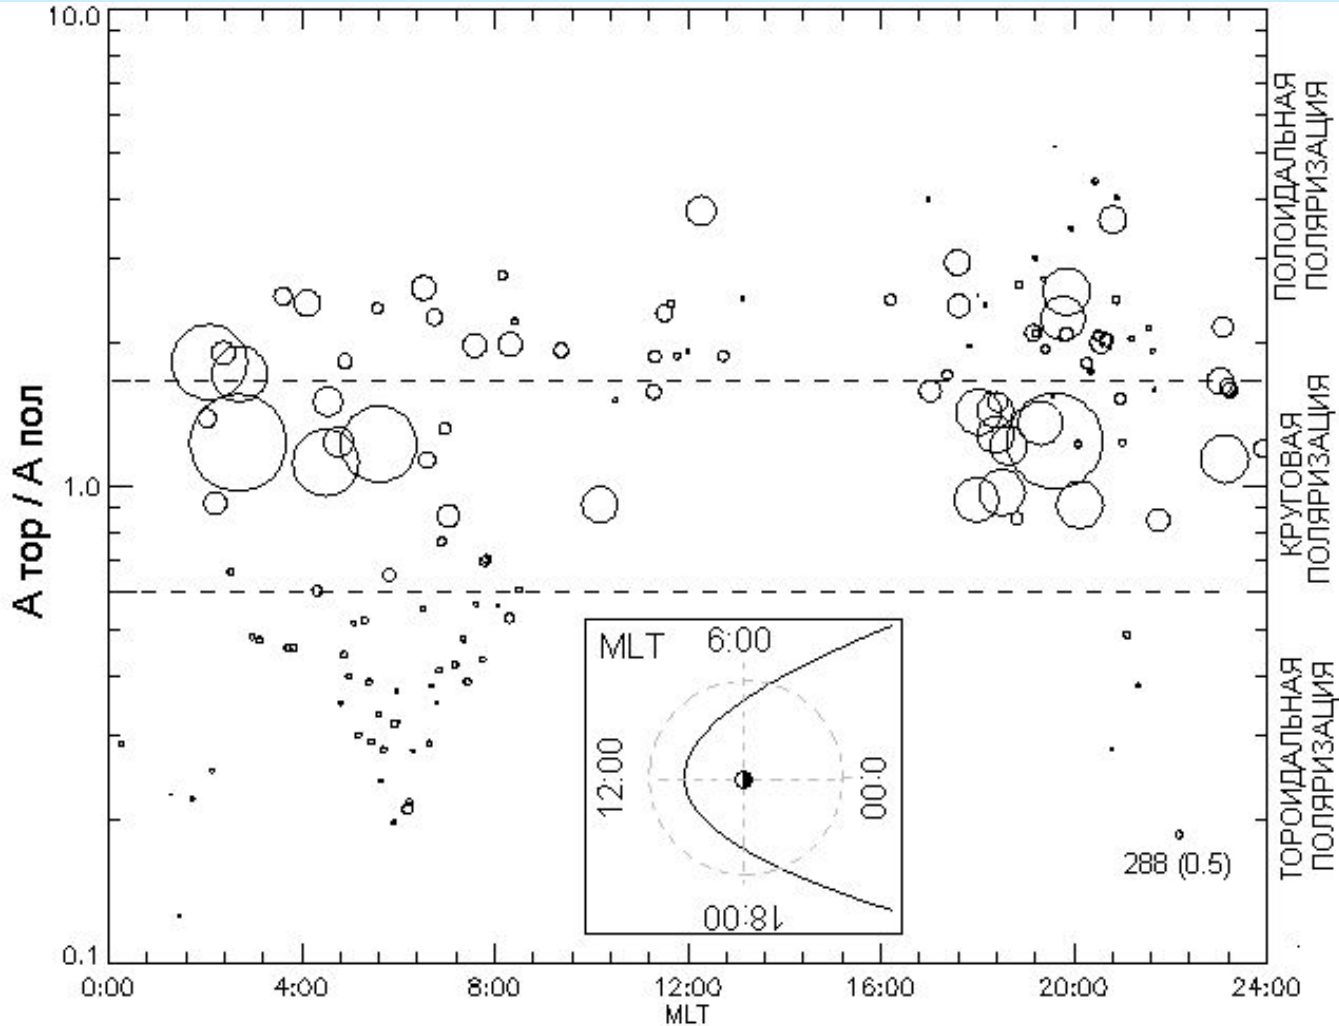 10.0
1.0
0.1
А тор / А пол
ПОЛОИДАЛЬНАЯ
ПОЛЯРИЗАЦИЯ
КРУГОВАЯ
ПОЛЯРИЗАЦИЯ
ТОРОИДАЛЬНАЯ
ПОЛЯРИЗАЦИЯ
MLT
6:00
12:00
0:00
18:00
288 (0.5)
0:00
4:00
8:00
12:00
16:00
20:00
24:00
MLT